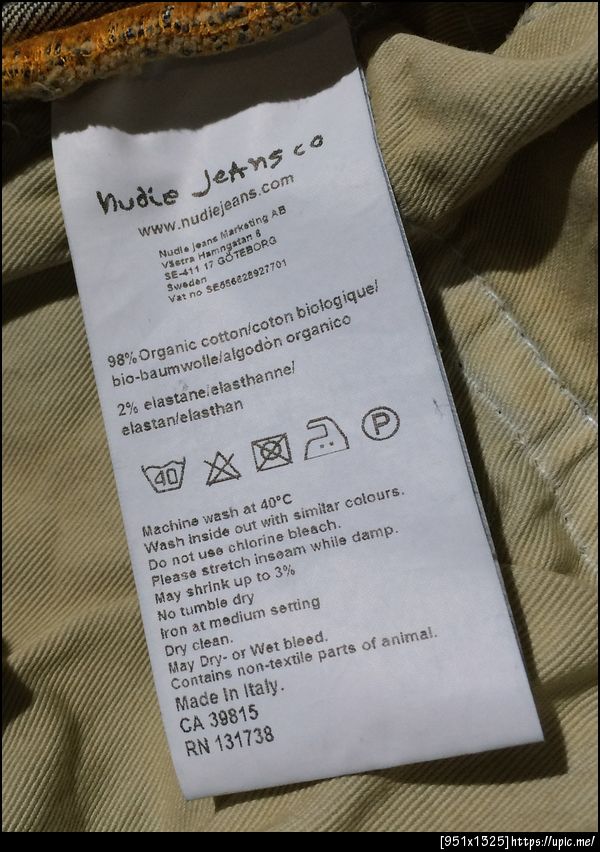 nudie jeans co
www.nudiejeans.com
Nudie Jeans Marketing AB
Västra Hamngatan 6
SE-411 17 GÖTEBORG
Sweden
Vat no SE556628927701
98% Organic cotton/coton biologique/
bio-baumwolle/algodòn organico
2% elastane/elasthanne/
elastan/elasthan
40 P
Machine wash at 40°C
Wash inside out with similar colours.
Do not use chlorine bleach.
Please stretch inseam while damp.
May shrink up to 3%
No tumble dry
Iron at medium setting
Dry clean.
May Dry- or Wet bleed.
Contains non-textile parts of animal.
Made in Italy.
CA 39815
RN 131738
[951x1325]https://upic.me/